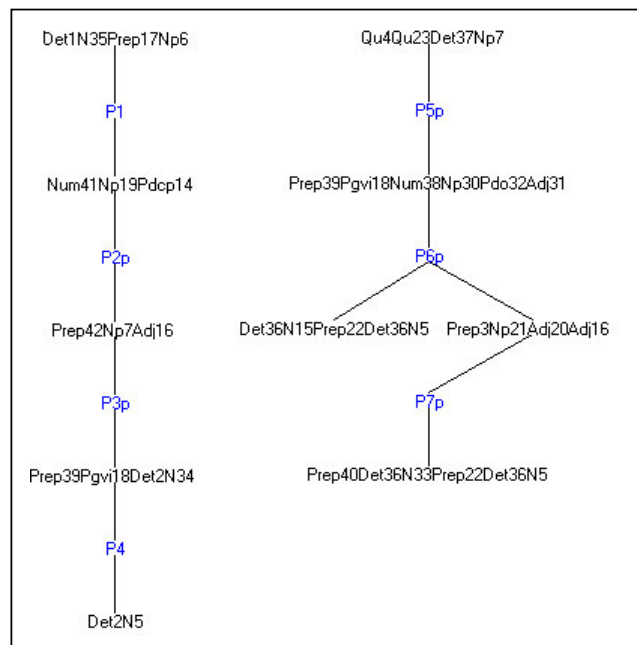 Det1N35Prep17Np6
P1
Num41Np19Pdcp14
P2p
Prep42Np7Adj16
P3p
Prep39Pgvi18Det2N34
P4
Det2N5
Qu4Qu23Det37Np7
P5p
Prep39Pgvi18Num38Np30Pdo32Adj31
P6p
Det36N15Prep22Det36N5
Prep3Np21Adj20Adj16
P7p
Prep40Det36N33Prep22Det36N5